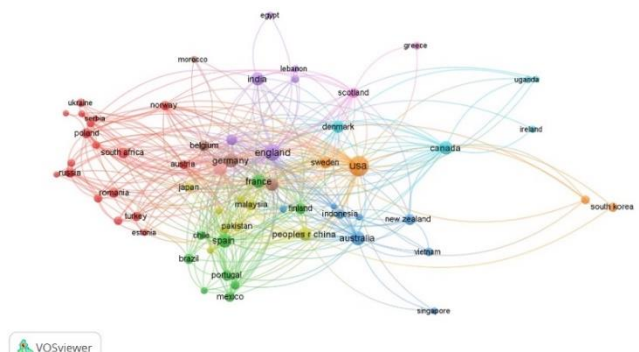 egypt
greece
morocco
lebanon
india
uganda
scotland
ukraine
norway
serbia
denmark
ireland
poland
belgium
canada
south africa
england
germany
austria
sweden
usa
russia
france
japan
romania
malaysia
finland
south korea
indonesia
turkey
new zealand
pakistan
estonia
chile
peoples r china
spain
australia
vietnam
brazil
portugal
mexico
singapore
VOSviewer